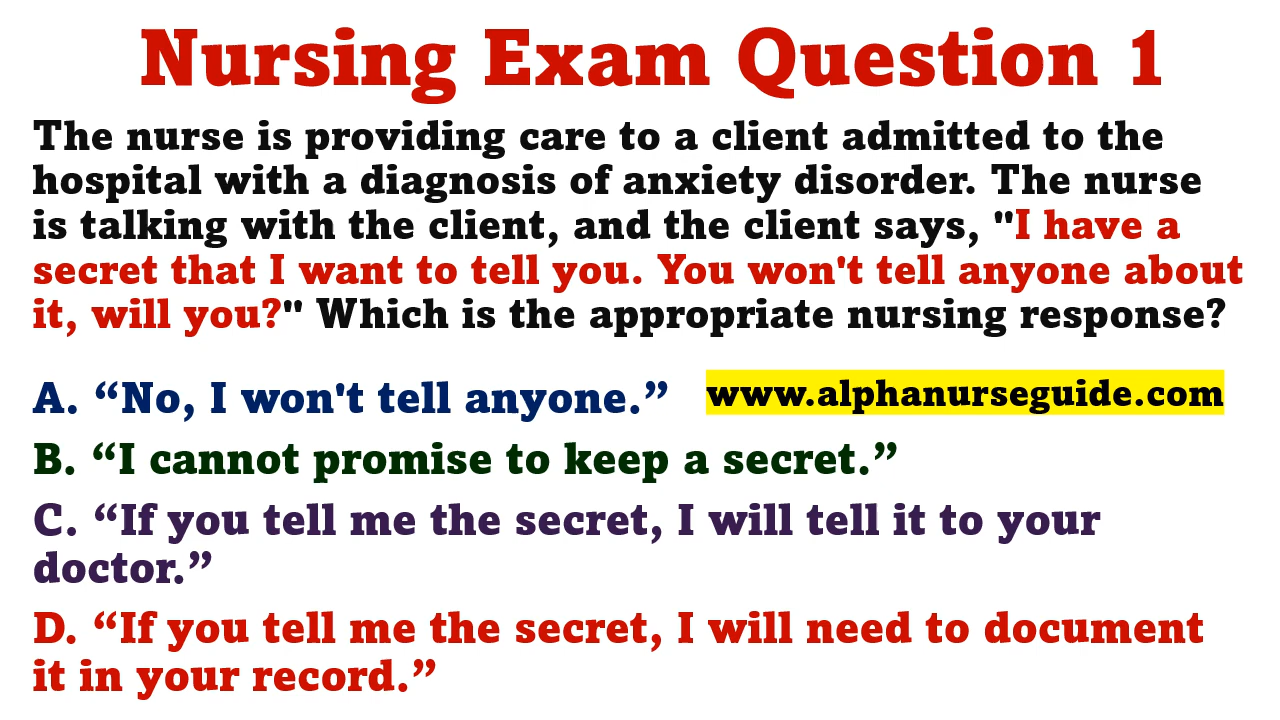 Nursing Exam Question 1
The nurse is providing care to a client admitted to the
hospital with a diagnosis of anxiety disorder. The nurse
is talking with the client, and the client says, "I have a
secret that I want to tell you. You won't tell anyone about
it, will you?" Which is the appropriate nursing response?
A. “No, I won't tell anyone.”
www.alphanurseguide.com
B. “I cannot promise to keep a secret.”
C. “If you tell me the secret, I will tell it to your
doctor.”
D. “If you tell me the secret, I will need to document
it in your record.”